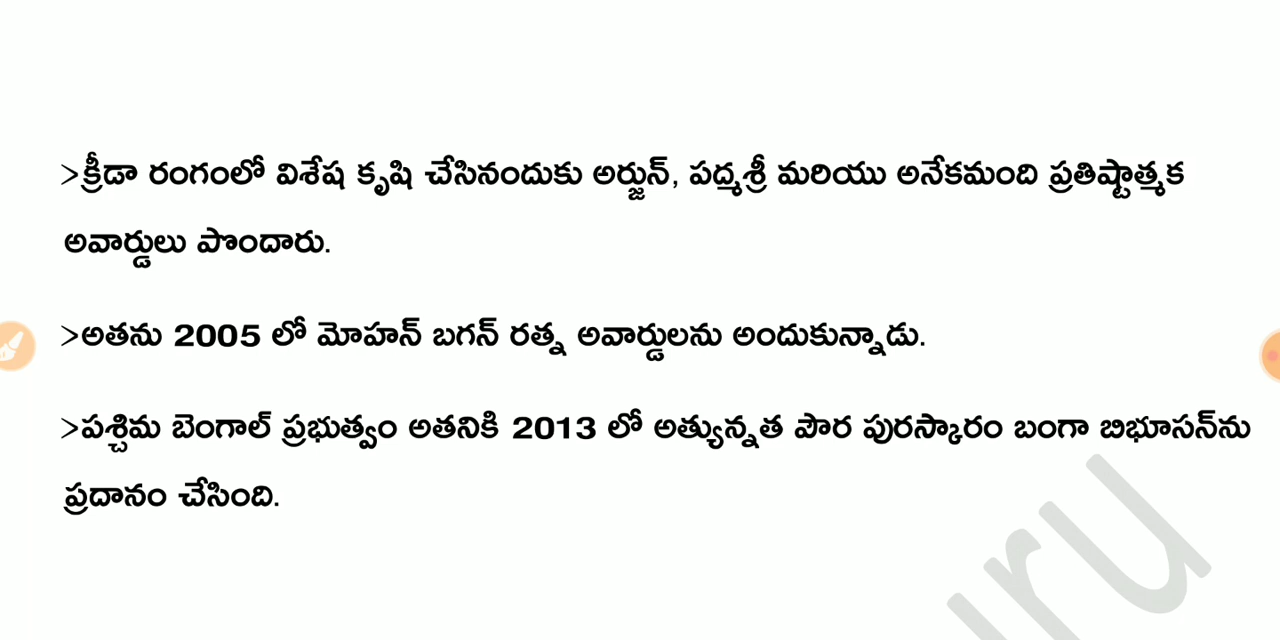 >క్రీడా రంగంలో విశేష కృషి చేసినందుకు అర్జున్, పద్మశ్రీ మరియు అనేకమంది ప్రతిష్టాత్మక
అవార్డులు పొందారు.
>అతను 2005 లో మోహన్ బగన్ రత్న అవార్డులను అందుకున్నాడు.
>పశ్చిమ బెంగాల్ ప్రభుత్వం అతనికి 2013 లో అత్యున్నత పౌర పురస్కారం బంగా బిభూసన్‌ను
ప్రదానం చేసింది.
uru